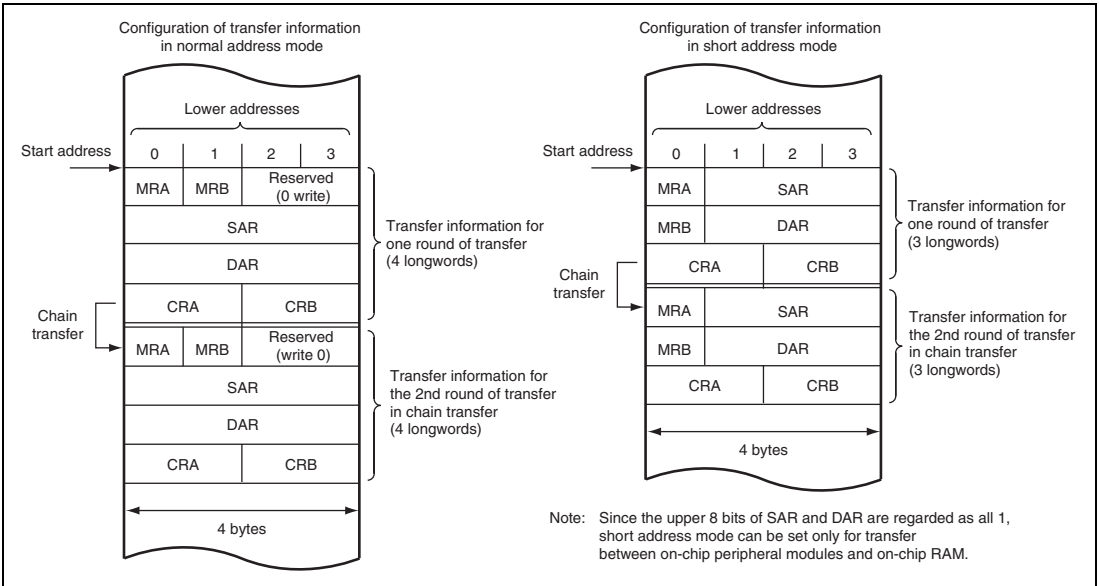 Configuration of transfer information
in normal address mode
Lower addresses
Start address
0 1 2 3
MRA MRB Reserved
(0 write)
SAR
DAR
CRA CRB
Transfer information for
one round of transfer
(4 longwords)
Chain
transfer
MRA MRB Reserved
(write 0)
SAR
DAR
CRA CRB
Transfer information for
the 2nd round of transfer
in chain transfer
(4 longwords)
4 bytes
Configuration of transfer information
in short address mode
Lower addresses
Start address
0 1 2 3
MRA SAR
MRB DAR
CRA CRB
Transfer information for
one round of transfer
(3 longwords)
Chain
transfer
MRA SAR
MRB DAR
CRA CRB
Transfer information for
the 2nd round of transfer
in chain transfer
(3 longwords)
4 bytes
Note: Since the upper 8 bits of SAR and DAR are regarded as all 1,
short address mode can be set only for transfer
between on-chip peripheral modules and on-chip RAM.